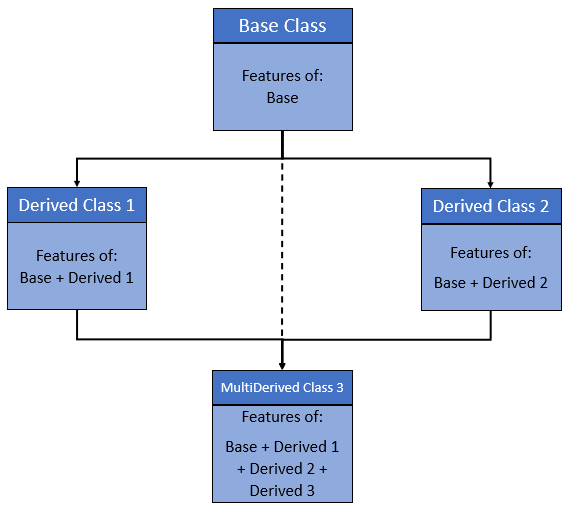 Base Class
Features of:
Base
Derived Class 1
Features of:
Base + Derived 1
Derived Class 2
Features of:
Base + Derived 2
MultiDerived Class 3
Features of:
Base + Derived 1
+ Derived 2 +
Derived 3